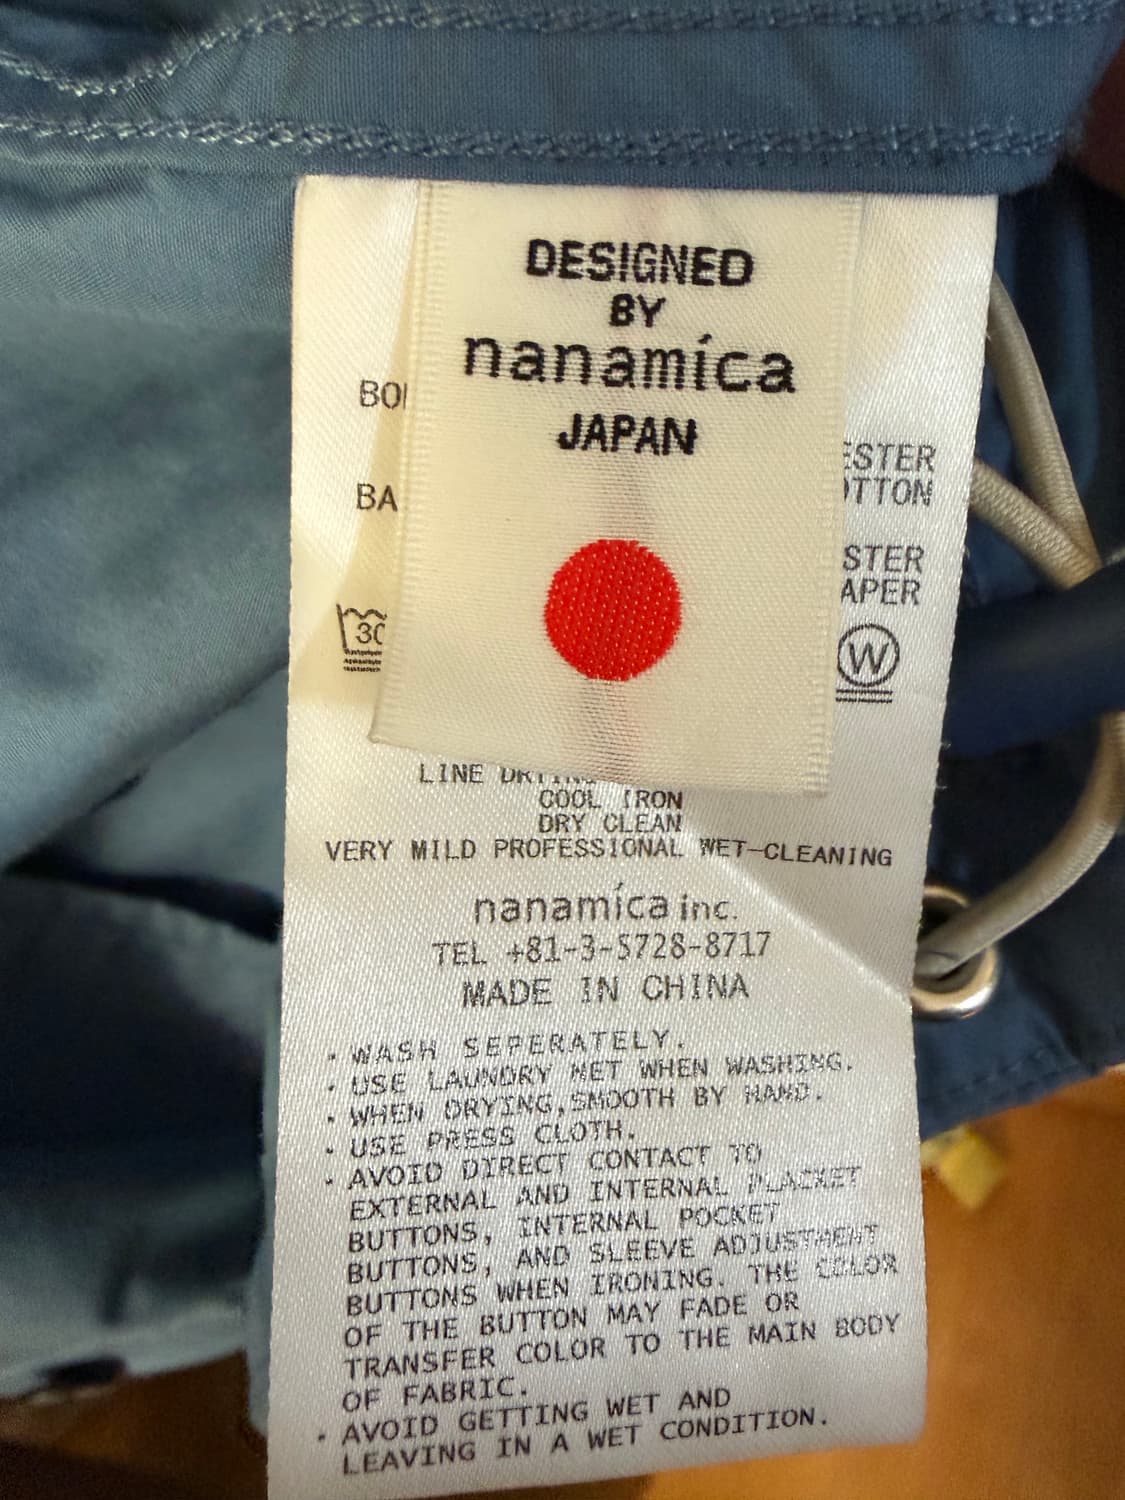 DESIGNED
BY
nanamica
JAPAN
ESTER
OTTON
STER
APER
30
W
LINE
COOL IRON
DRY CLEAN
VERY MILD PROFESSIONAL WET-CLEANING
nanamica inc.
TEL +81-3-5728-8717
MADE IN CHINA
・WASH SEPERATELY.
・USE LAUNDRY NET WHEN WASHING.
・WHEN DRYING,SMOOTH BY HAND.
・USE PRESS CLOTH.
・AVOID DIRECT CONTACT TO
EXTERNAL AND INTERNAL PLACKET
BUTTONS, INTERNAL POCKET
BUTTONS, AND SLEEVE ADJUSTMENT
BUTTONS WHEN IRONING. THE COLOR
OF THE BUTTON MAY FADE OR
TRANSFER COLOR TO THE MAIN BODY
OF FABRIC.
・AVOID GETTING WET AND
LEAVING IN A WET CONDITION.